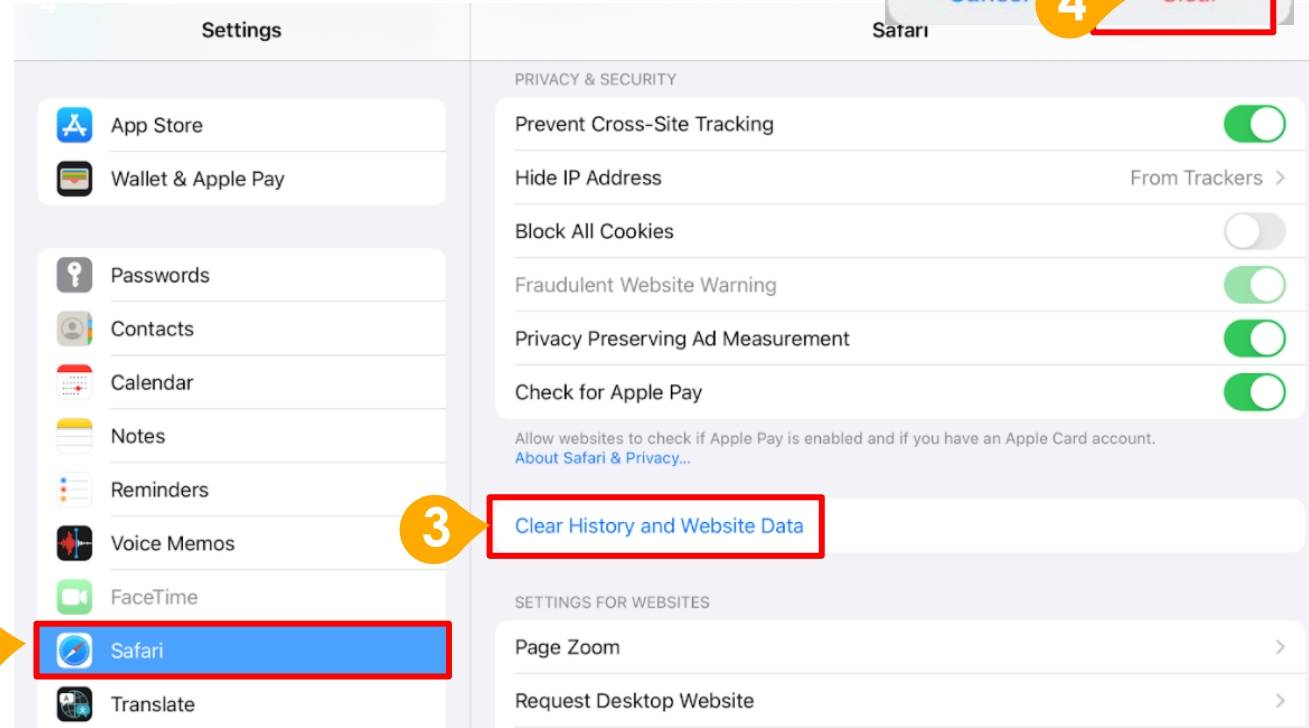 4
Settings
Safari
4
PRIVACY & SECURITY
App Store
Prevent Cross-Site Tracking
Wallet & Apple Pay
Hide IP Address
From Trackers
Block All Cookies
Passwords
Fraudulent Website Warning
Contacts
Privacy Preserving Ad Measurement
Calendar
Check for Apple Pay
Notes
Allow websites to check if Apple Pay is enabled and if you have an Apple Card account.
About Safari & Privacy...
Reminders
3
Clear History and Website Data
Voice Memos
FaceTime
SETTINGS FOR WEBSITES
Safari
Page Zoom
Translate
Request Desktop Website